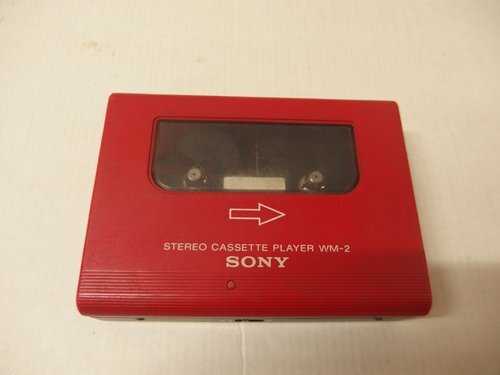 STEREO CASSETTE PLAYER WM-2
SONY